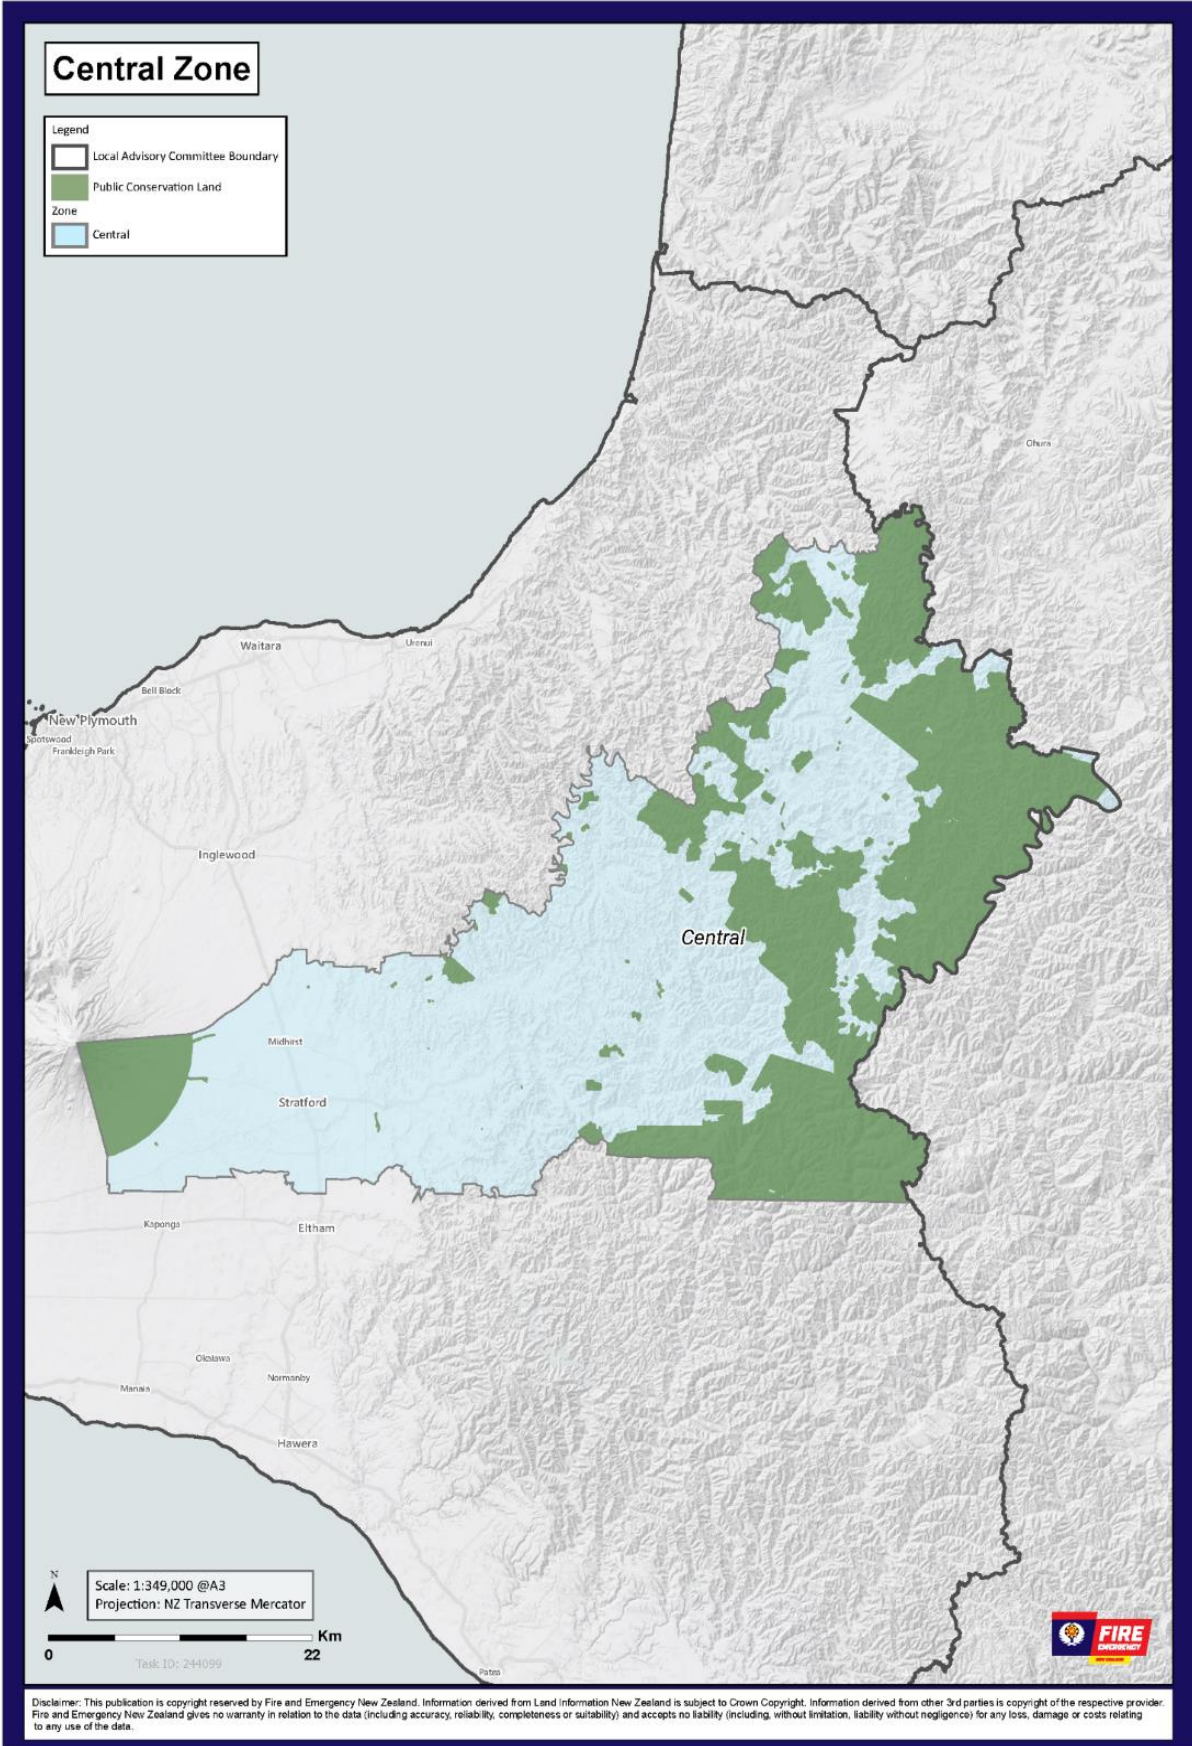 Central Zone
Legend
Local Advisory Committee Boundary
Public Conservation Land
Zone
Central
Ohura
Waitara
Urenui
Bell Block
New Plymouth
Spotswood
Frankleigh Park
Inglewood
Central
Midhirst
Stratford
Kaponga
Eltham
Okaiawa
Normanby
Manaia
Hawera
N
Scale: 1:349,000 @A3
Projection: NZ Transverse Mercator
Km
0
22
Task ID: 244099
Patea
FIRE
EMERGENCY
NEW ZEALAND
Disclaimer: This publication is copyright reserved by Fire and Emergency New Zealand. Information derived from Land Information New Zealand is subject to Crown Copyright. Information derived from other 3rd parties is copyright of the respective provider.
Fire and Emergency New Zealand gives no warranty in relation to the data (including accuracy, reliability, completeness or suitability) and accepts no liability (including, without limitation, liability without negligence) for any loss, damage or costs relating
to any use of the data.